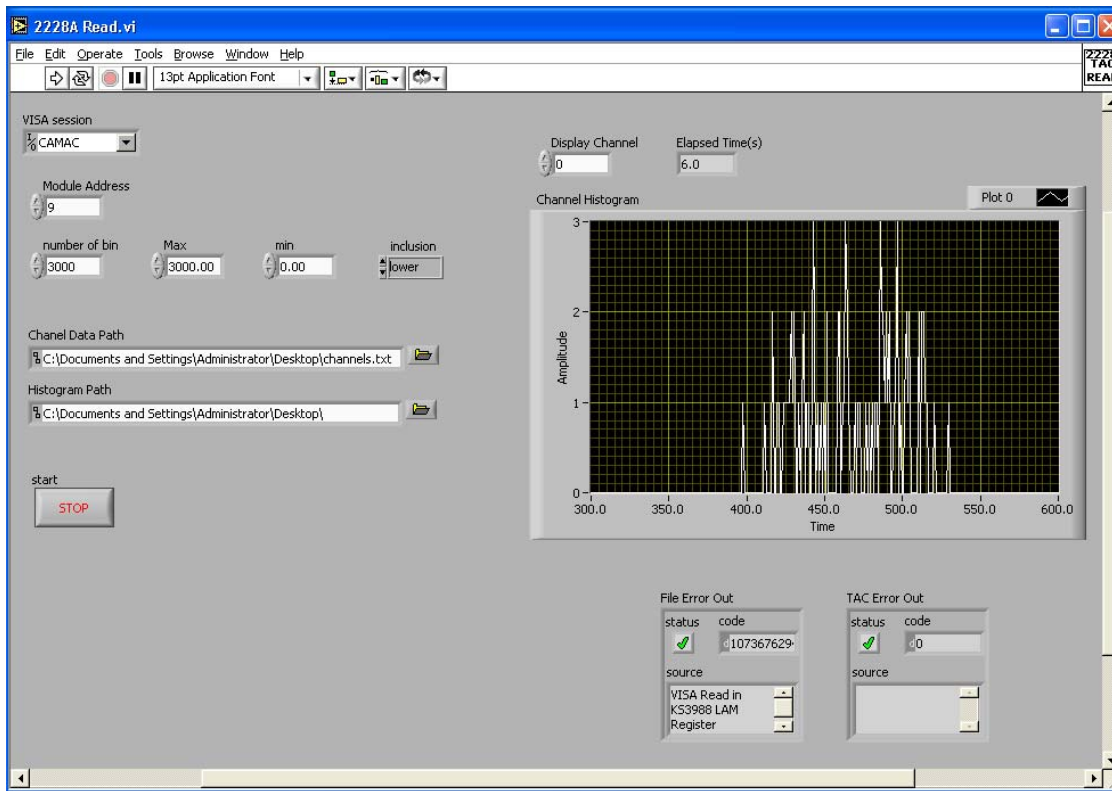 2228A Read.vi
File Edit Operate Tools Browse Window Help
13pt Application Font
2228
TAC
READ
VISA session
CAMAC
Display Channel Elapsed Time(s)
0 6.0
Module Address
9
Channel Histogram Plot 0
number of bin Max min inclusion
3000 3000.00 0.00 lower
Chanel Data Path
C:\Documents and Settings\Administrator\Desktop\channels.txt
Histogram Path
C:\Documents and Settings\Administrator\Desktop\
start
STOP
3
2
1
0
Amplitude
300.0 350.0 400.0 450.0 500.0 550.0 600.0
Time
File Error Out TAC Error Out
status code status code
d107367629 d0
source source
VISA Read in
KS3988 LAM
Register